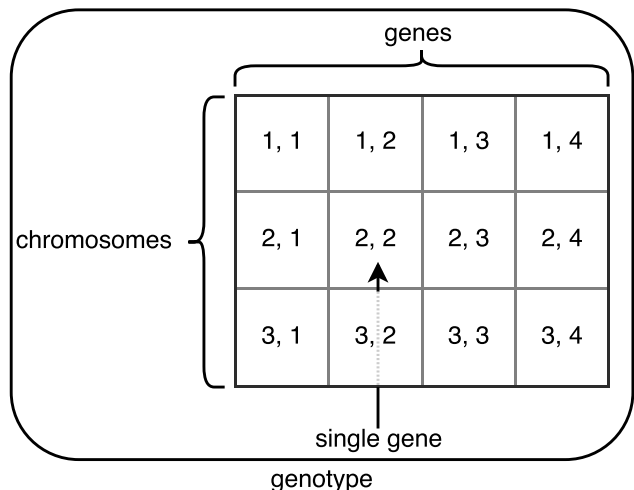 genes
1, 1 1, 2 1, 3 1, 4
chromosomes
2, 1 2, 2 2, 3 2, 4
3, 1 3, 2 3, 3 3, 4
single gene
genotype